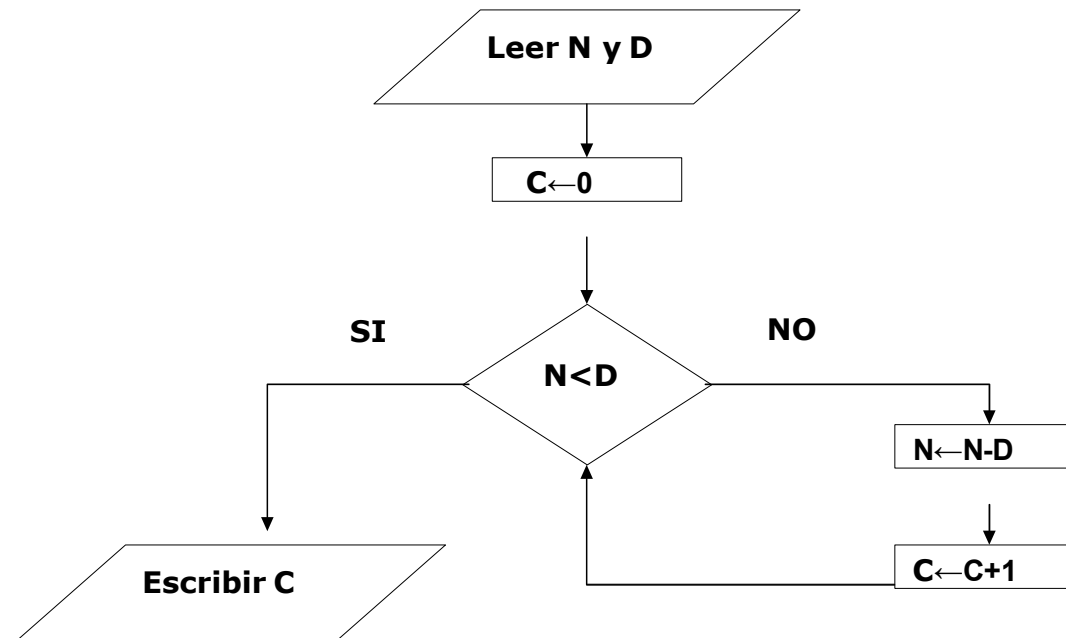 Leer N y D
C←0
SI
NO
N<D
N←N-D
C←C+1
Escribir C